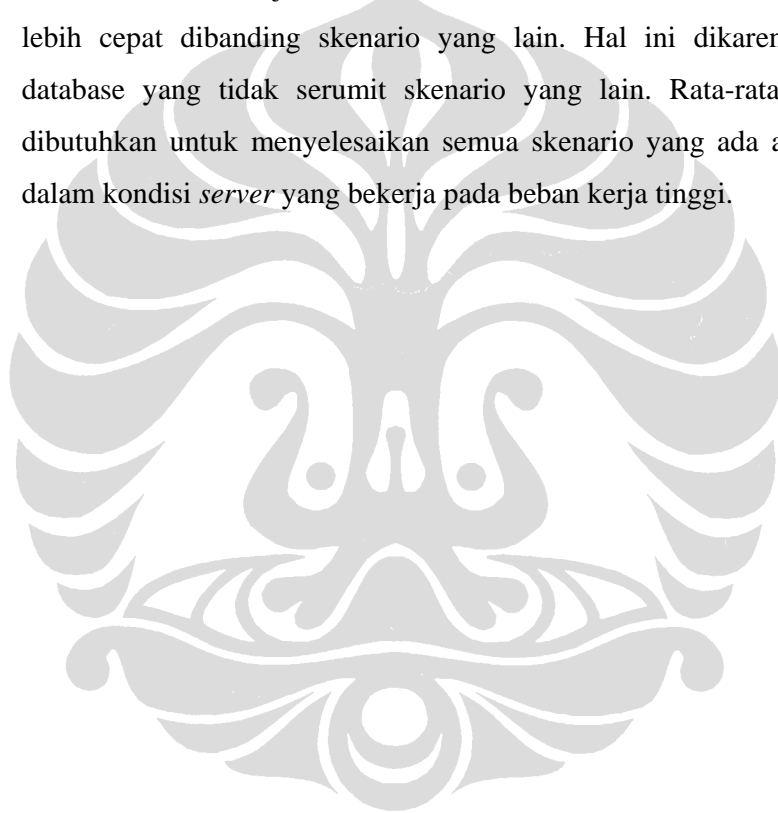 lebih cepat dibanding skenario yang lain. Hal ini
database yang tidak serumit skenario yang lain. Rata-rata
dibutuhkan untuk menyelesaikan semua skenario yang ada
dalam kondisi server yang bekerja pada beban kerja tinggi.